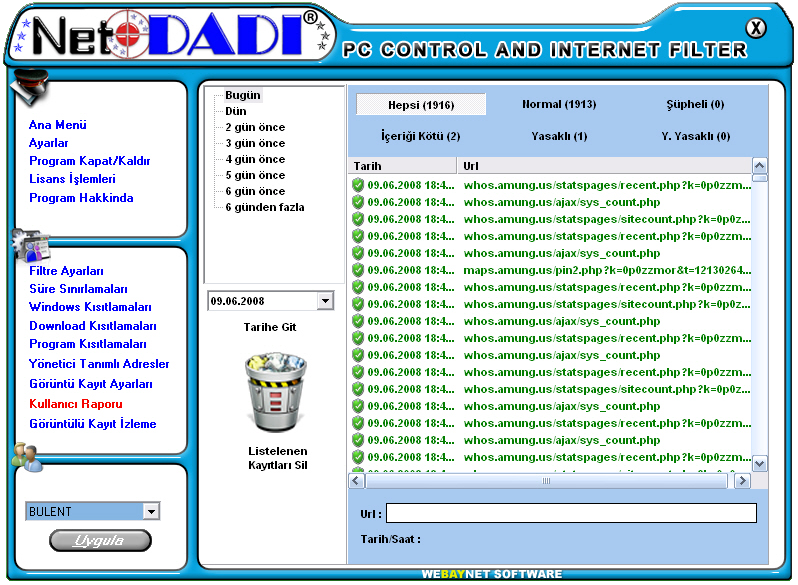 Net DADI ®
PC CONTROL AND INTERNET FILTER
X
Ana Menü
Ayarlar
Program Kapat/Kaldır
Lisans İşlemleri
Program Hakkında
Filtre Ayarları
Süre Sınırlamaları
Windows Kısıtlamaları
Download Kısıtlamaları
Program Kısıtlamaları
Yönetici Tanımlı Adresler
Görüntü Kayıt Ayarları
Kullanıcı Raporu
Görüntülü Kayıt İzleme
BULENT
Uygula
Bugün
Dün
2 gün önce
3 gün önce
4 gün önce
5 gün önce
6 gün önce
6 günden fazla
09.06.2008
Tarihe Git
Listelenen
Kayıtları Sil
Hepsi (1916) Normal (1913) Şüpheli (0)
İçeriği Kötü (2) Yasaklı (1) Y. Yasaklı (0)
Tarih Url
09.06.2008 18:4... whos.amung.us/statspages/recent.php?k=0p0zzm...
09.06.2008 18:4... whos.amung.us/ajax/sys_count.php
09.06.2008 18:4... whos.amung.us/statspages/sitecount.php?k=0p0z...
09.06.2008 18:4... whos.amung.us/statspages/recent.php?k=0p0zzm...
09.06.2008 18:4... whos.amung.us/ajax/sys_count.php
09.06.2008 18:4... maps.amung.us/pin2.php?k=0p0zzmor&t=12130264...
09.06.2008 18:4... whos.amung.us/statspages/recent.php?k=0p0zzm...
09.06.2008 18:4... whos.amung.us/statspages/sitecount.php?k=0p0z...
09.06.2008 18:4... whos.amung.us/ajax/sys_count.php
09.06.2008 18:4... whos.amung.us/statspages/recent.php?k=0p0zzm...
09.06.2008 18:4... whos.amung.us/ajax/sys_count.php
09.06.2008 18:4... whos.amung.us/statspages/recent.php?k=0p0zzm...
09.06.2008 18:4... whos.amung.us/statspages/sitecount.php?k=0p0z...
09.06.2008 18:4... whos.amung.us/ajax/sys_count.php
09.06.2008 18:4... whos.amung.us/statspages/recent.php?k=0p0zzm...
09.06.2008 18:4... whos.amung.us/ajax/sys_count.php
09.06.2008 18:4... whos.amung.us/statspages/recent.php?k=0p0zzm...
Url :
Tarih/Saat :
WEBAYNET SOFTWARE